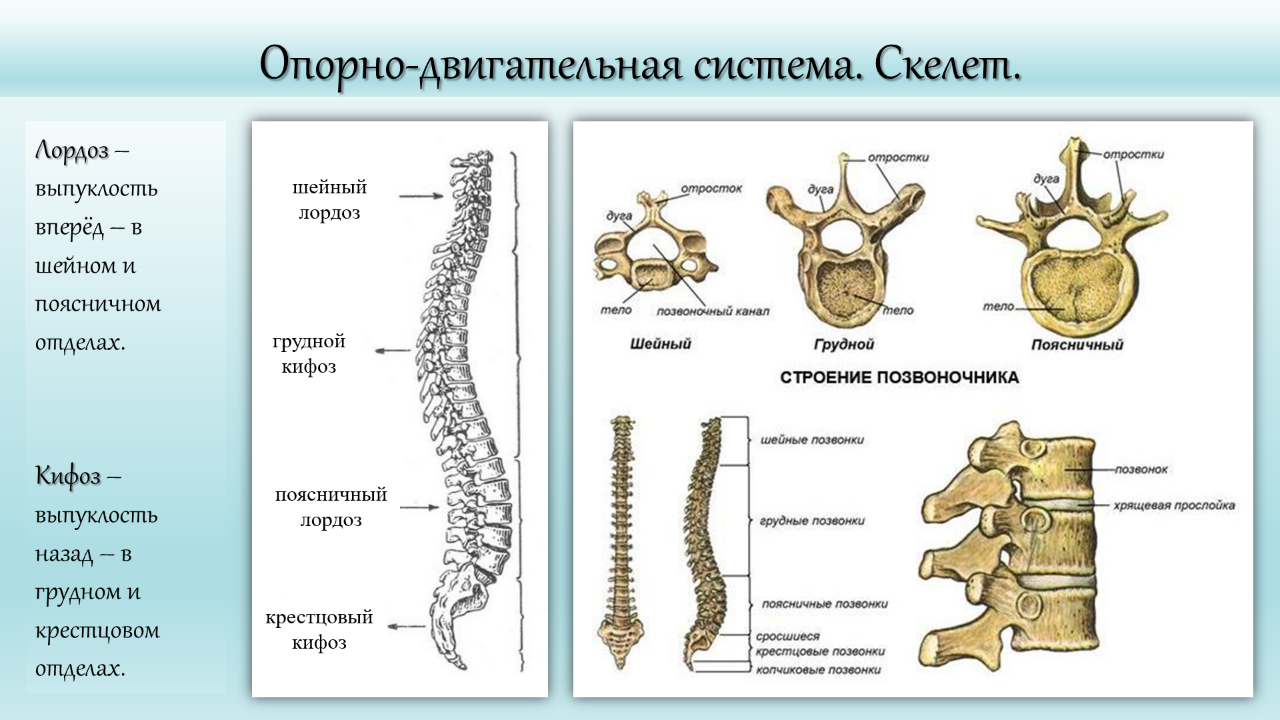 Опорно-двигательная система. Скелет.
Лордоз –
выпуклость
вперёд – в
шейном и
поясничном
отделах.
Кифоз –
выпуклость
назад – в
грудном и
крестцовом
отделах.
шейный
лордоз
грудной
кифоз
поясничный
лордоз
крестцовый
кифоз
отросток
дуга
тело
позвоночный канал
Шейный
отростки
дуга
тело
Грудной
отростки
дуга
тело
Поясничный
СТРОЕНИЕ ПОЗВОНОЧНИКА
шейные позвонки
грудные позвонки
поясничные позвонки
сросшиеся
крестцовые позвонки
копчиковые позвонки
позвонок
хрящевая прослойка